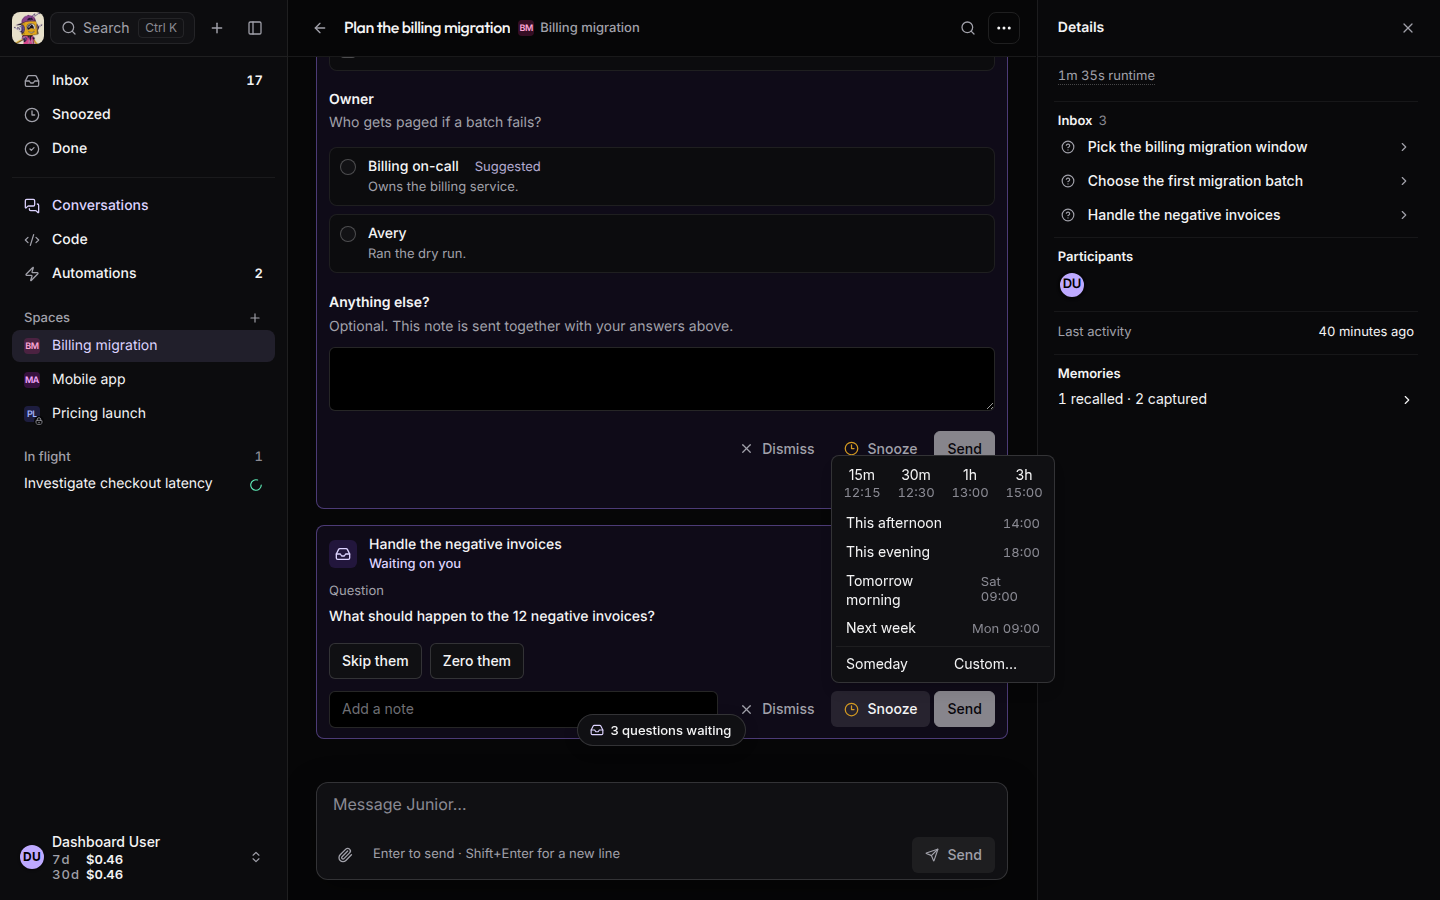 Search Ctrl K
Inbox 17
Snoozed
Done
Conversations
Code
Automations 2
Spaces
BM Billing migration
MA Mobile app
PL Pricing launch
In flight 1
Investigate checkout latency
DU Dashboard User
7d $0.46
30d $0.46
Plan the billing migration BM Billing migration
Owner
Who gets paged if a batch fails?
Billing on-call Suggested
Owns the billing service.
Avery
Ran the dry run.
Anything else?
Optional. This note is sent together with your answers above.
Dismiss Snooze Send
15m 30m 1h 3h
12:15 12:30 13:00 15:00
This afternoon 14:00
This evening 18:00
Tomorrow morning Sat 09:00
Next week Mon 09:00
Someday Custom...
Handle the negative invoices
Waiting on you
Question
What should happen to the 12 negative invoices?
Skip them Zero them
Add a note Dismiss Snooze Send
3 questions waiting
Message Junior...
Enter to send · Shift+Enter for a new line Send
Details
1m 35s runtime
Inbox 3
Pick the billing migration window
Choose the first migration batch
Handle the negative invoices
Participants
DU
Last activity 40 minutes ago
Memories
1 recalled · 2 captured